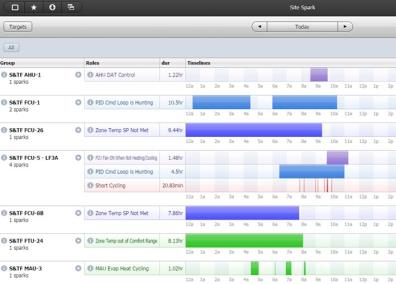 Site Spark
Targets
Today
All
Group Roles dur Timelines
S&TF AHU-1 AHU DAT Control 1.22hr
1 sparks
12a 1a 2a 3a 4a 5a 6a 7a 8a 9a 10a 11a 12p 1p 2p
S&TF FCU-1 PID Cmd Loop is Hunting 10.5hr
2 sparks
12a 1a 2a 3a 4a 5a 6a 7a 8a 9a 10a 11a 12p 1p 2p
S&TF FCU-26 Zone Temp SP Not Met 9.44hr
1 sparks
12a 1a 2a 3a 4a 5a 6a 7a 8a 9a 10a 11a 12p 1p 2p
S&TF FCU-5 - LF3A FCU Fan On When Not Heating/Cooling 1.48hr
4 sparks
PID Cmd Loop is Hunting 4.5hr
Short Cycling 20.83min
12a 1a 2a 3a 4a 5a 6a 7a 8a 9a 10a 11a 12p 1p 2p
S&TF FCU-8B Zone Temp SP Not Met 7.86hr
1 sparks
12a 1a 2a 3a 4a 5a 6a 7a 8a 9a 10a 11a 12p 1p 2p
S&TF FTU-24 Zone Temp out of Comfort Range 8.13hr
1 sparks
12a 1a 2a 3a 4a 5a 6a 7a 8a 9a 10a 11a 12p 1p 2p
S&TF MAU-3 MAU Evap Heat Cycling 1.02hr
1 sparks
12a 1a 2a 3a 4a 5a 6a 7a 8a 9a 10a 11a 12p 1p 2p